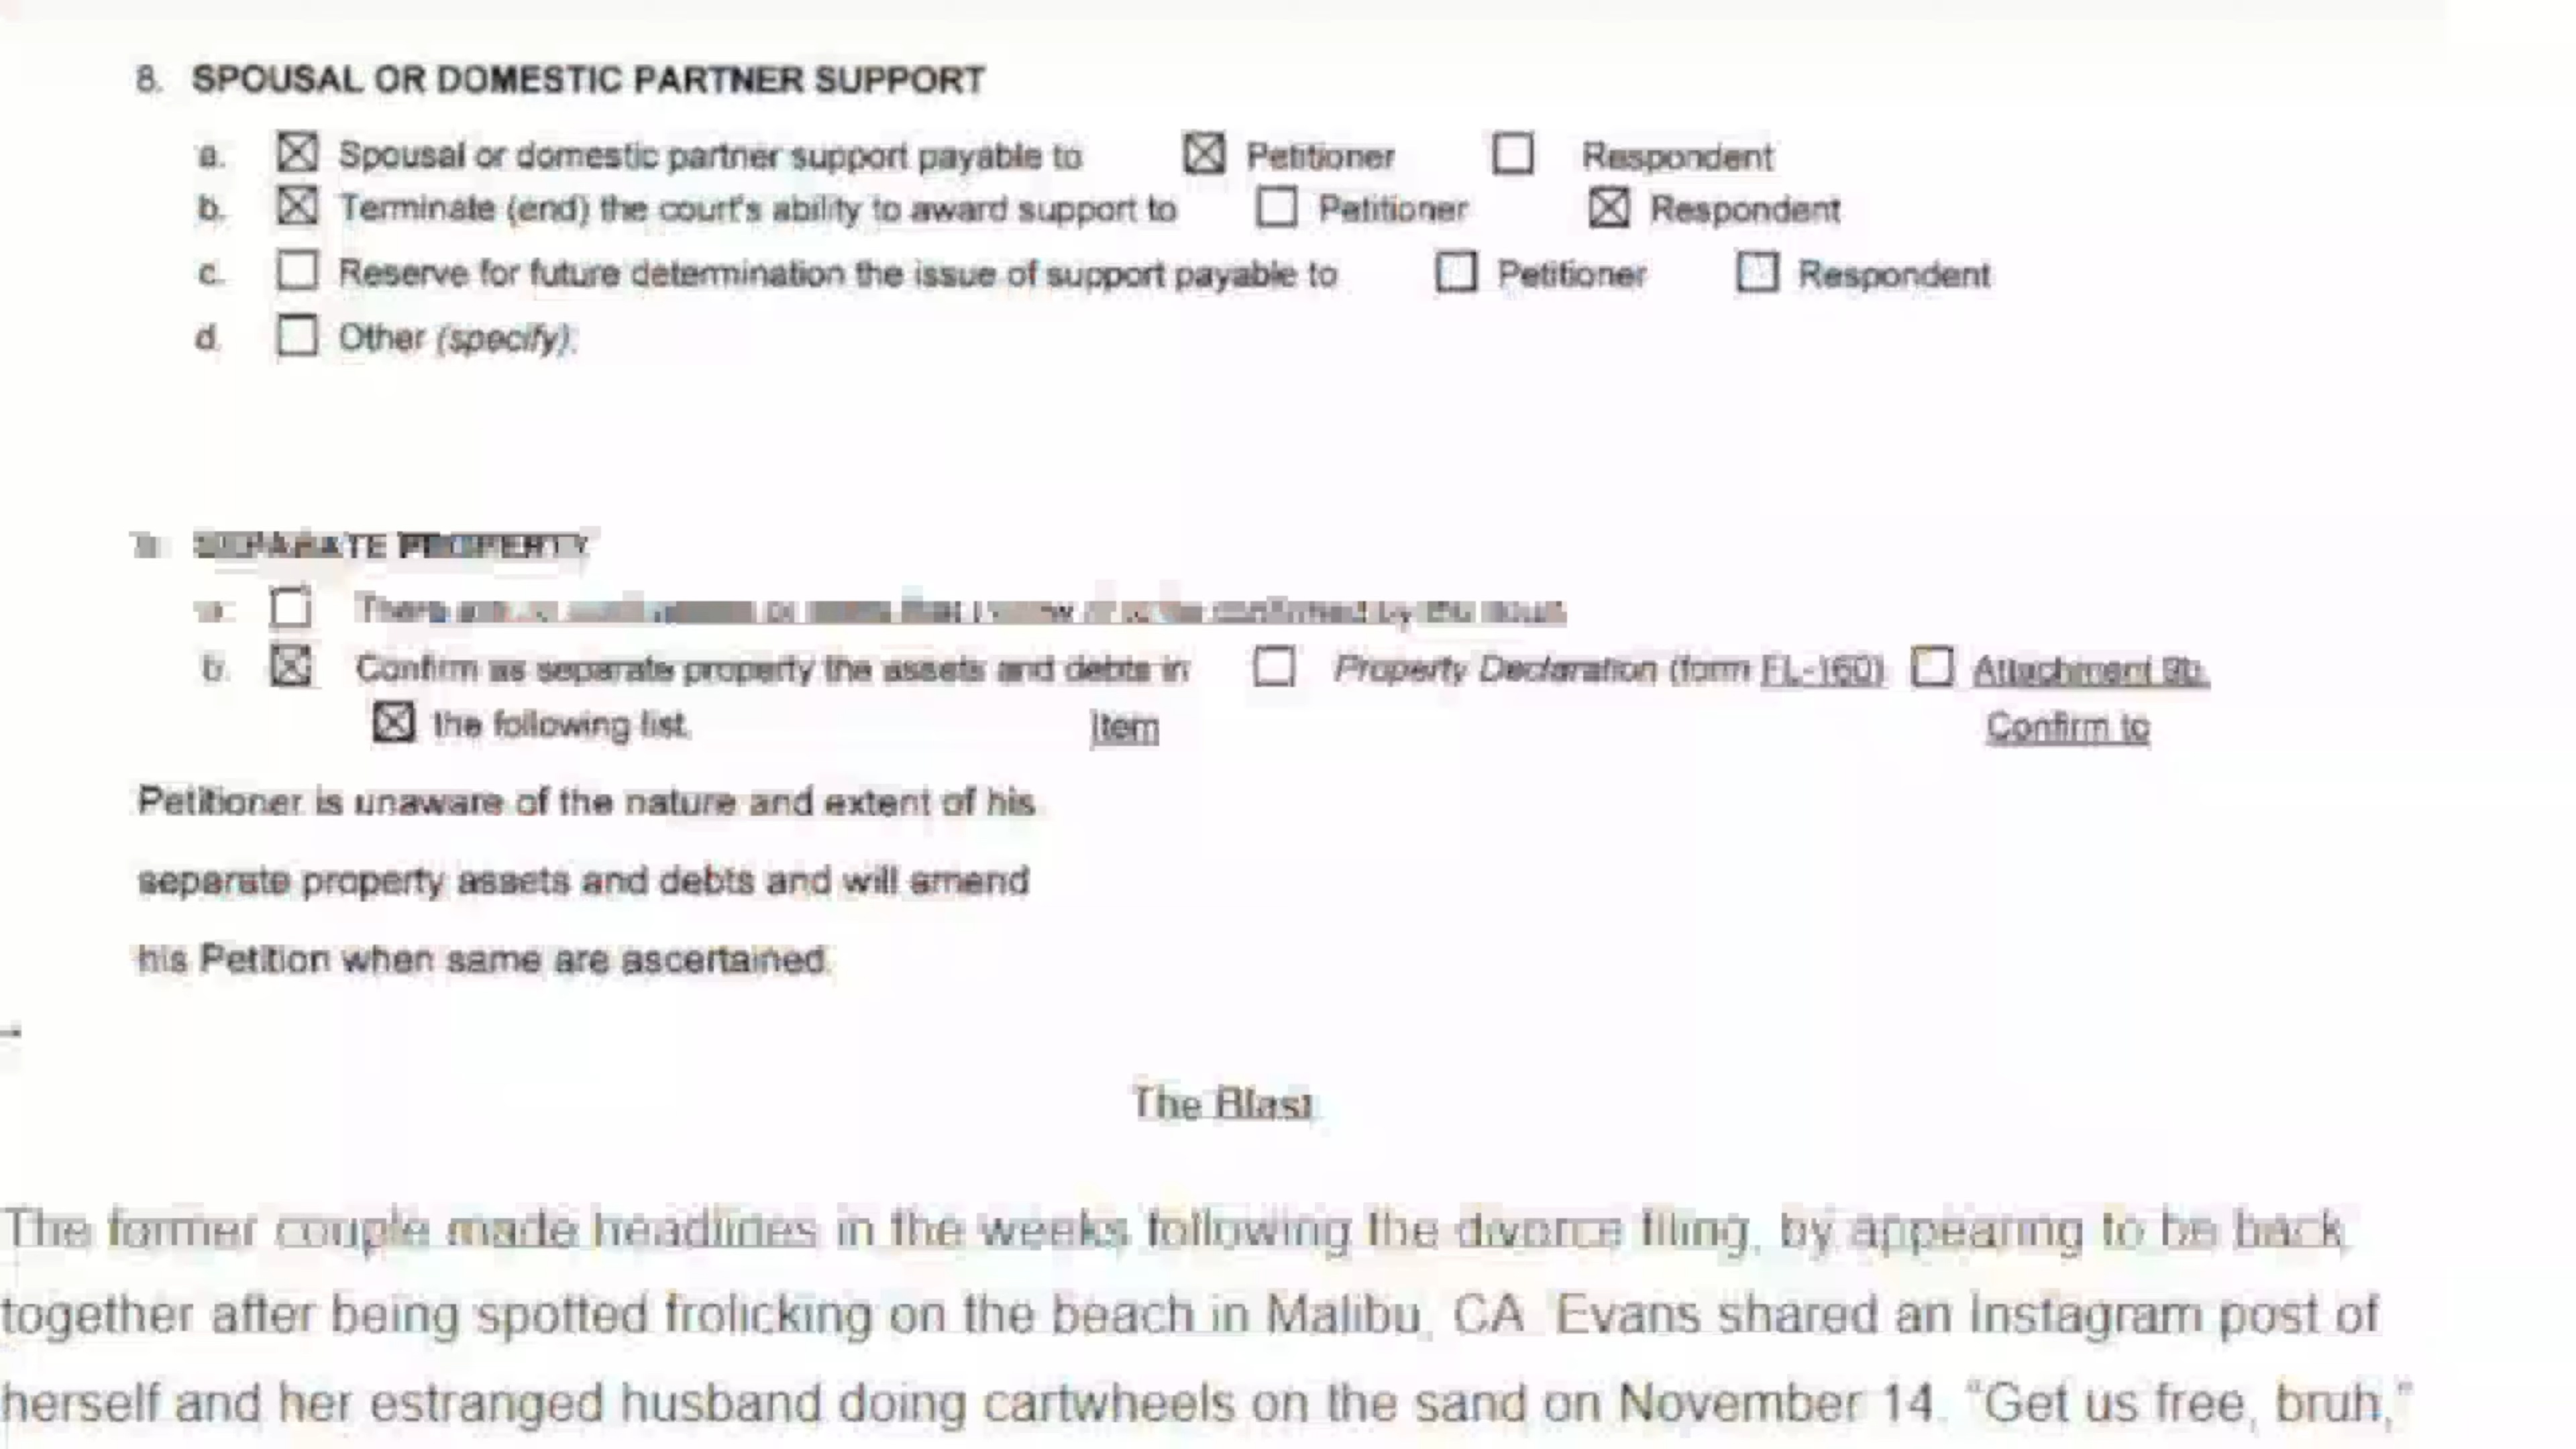 8. SPOUSAL OR DOMESTIC PARTNER SUPPORT
a. ☒ Spousal or domestic partner support payable to ☒ Petitioner ☐ Respondent
b. ☒ Terminate (end) the court's ability to award support to ☐ Petitioner ☒ Respondent
c. ☐ Reserve for future determination the issue of support payable to ☐ Petitioner ☐ Respondent
d. ☐ Other (specify):
SEPARATE PROPERTY
☐ There confirmed by the
b. ☒ Confirm as separate property the assets and debts in ☐ Property Declaration (form FL-160) ☐ Attachment 9b.
☒ the following list. Item Confirm to
Petitioner is unaware of the nature and extent of his
separate property assets and debts and will amend
his Petition when same are ascertained.
The Blast
The former couple made headlines in the weeks following the divorce filing, by appearing to be back
together after being spotted frolicking on the beach in Malibu, CA. Evans shared an Instagram post of
herself and her estranged husband doing cartwheels on the sand on November 14. "Get us free, bruh,"